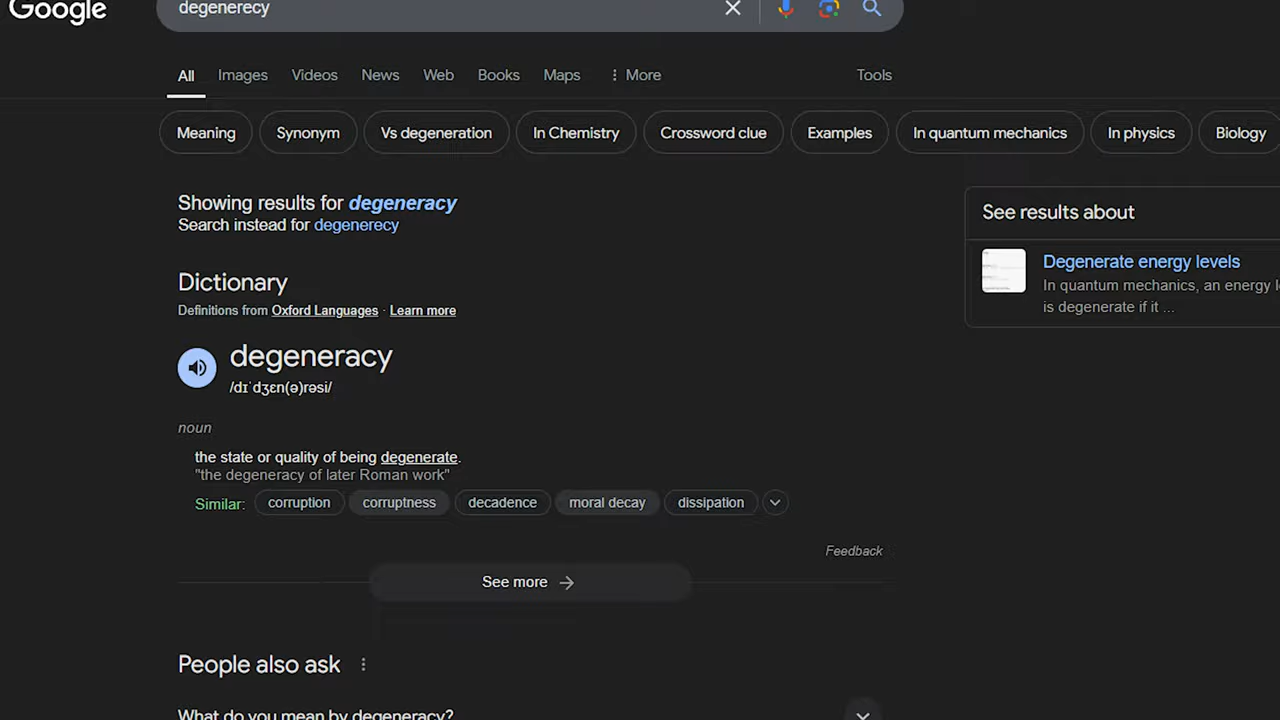 Google
degenerecy
All Images Videos News Web Books Maps More Tools
Meaning Synonym Vs degeneration In Chemistry Crossword clue Examples In quantum mechanics In physics Biology
Showing results for degeneracy
Search instead for degenerecy
See results about
Dictionary
Definitions from Oxford Languages · Learn more
Degenerate energy levels
In quantum mechanics, an energy
is degenerate if it ...
degeneracy
/dɪˈdʒɛn(ə)rəsi/
noun
the state or quality of being degenerate.
"the degeneracy of later Roman work"
Similar: corruption corruptness decadence moral decay dissipation
Feedback
See more
People also ask
What do you mean by degeneracy?